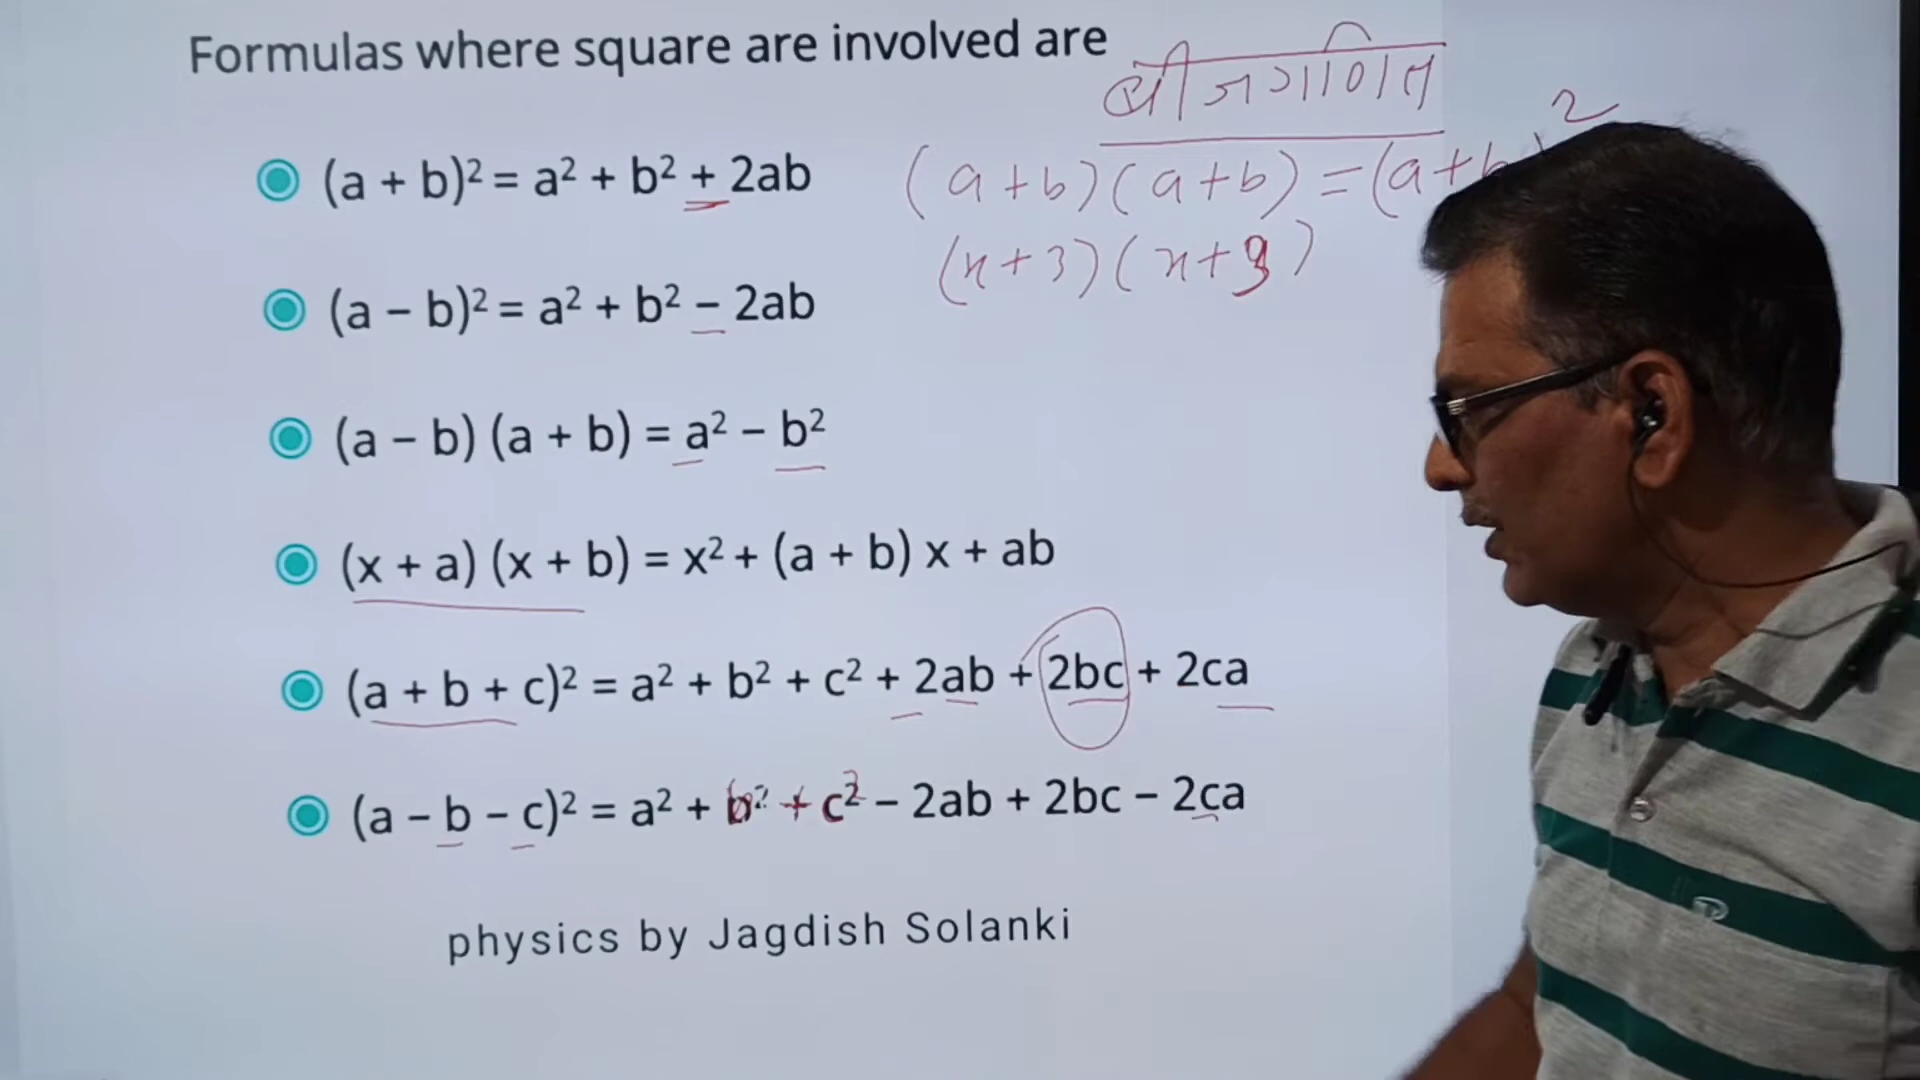 Formulas where square are involved are
बीजगणित
(a + b)² = a² + b² + 2ab
(a+b)(a+b) = (a+b)²
(x+3)(x+9)
(a − b)² = a² + b² − 2ab
(a − b) (a + b) = a² − b²
(x + a) (x + b) = x² + (a + b) x + ab
(a + b + c)² = a² + b² + c² + 2ab + 2bc + 2ca
(a − b − c)² = a² + b² + c² − 2ab + 2bc − 2ca
physics by Jagdish Solanki